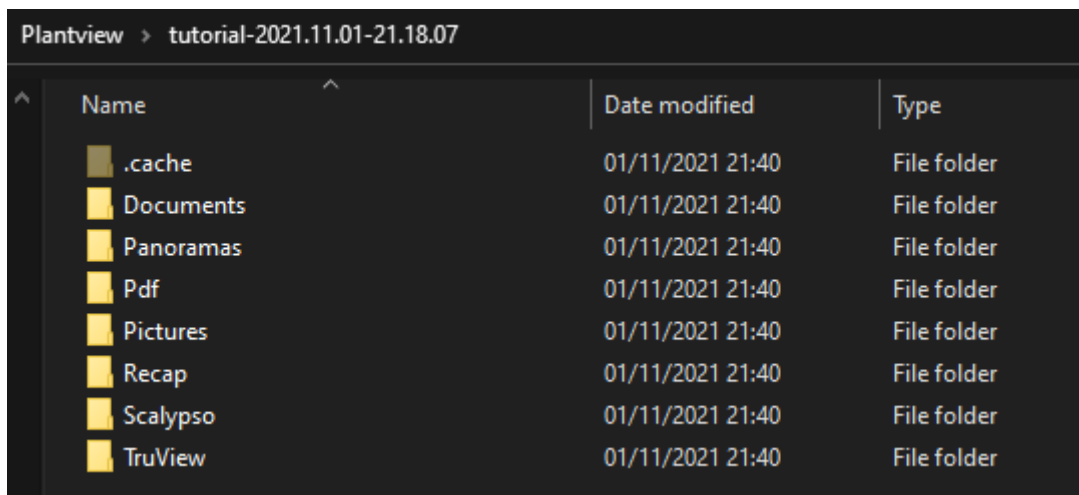 Plantview > tutorial-2021.11.01-21.18.07
Name Date modified Type
.cache 01/11/2021 21:40 File folder
Documents 01/11/2021 21:40 File folder
Panoramas 01/11/2021 21:40 File folder
Pdf 01/11/2021 21:40 File folder
Pictures 01/11/2021 21:40 File folder
Recap 01/11/2021 21:40 File folder
Scalypso 01/11/2021 21:40 File folder
TruView 01/11/2021 21:40 File folder